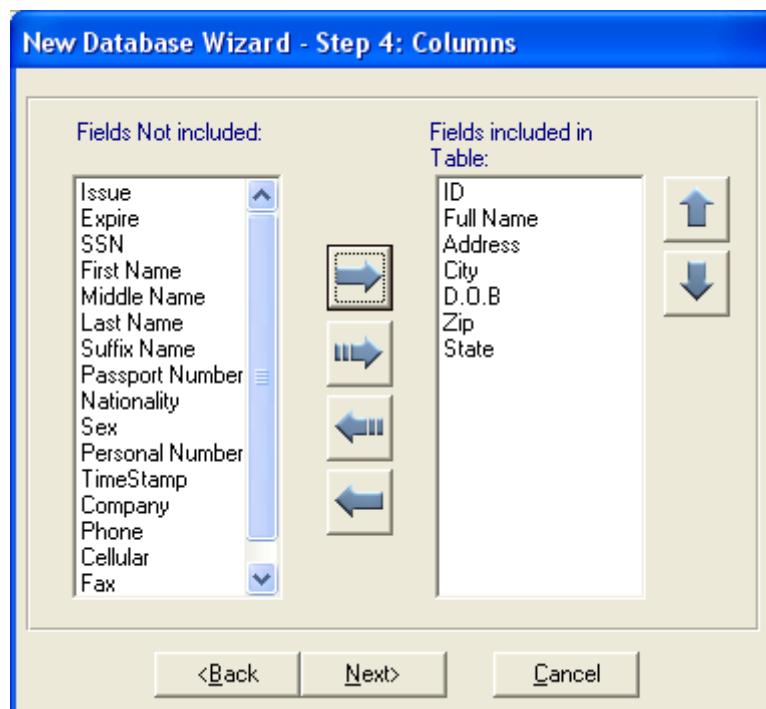 New Database Wizard - Step 4: Columns
Fields Not included:
Issue
Expire
SSN
First Name
Middle Name
Last Name
Suffix Name
Passport Number
Nationality
Sex
Personal Number
TimeStamp
Company
Phone
Cellular
Fax
Fields included in
Table:
ID
Full Name
Address
City
D.O.B
Zip
State
<Back
Next>
Cancel